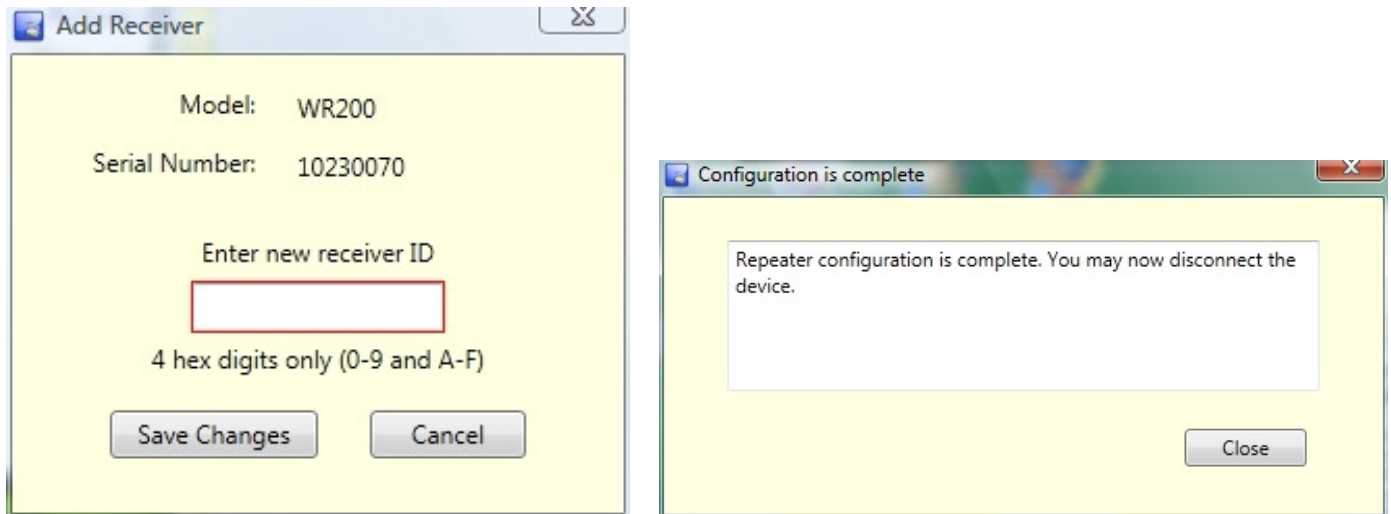 Add Receiver
Model: WR200
Serial Number: 10230070
Enter new receiver ID
4 hex digits only (0-9 and A-F)
Save Changes Cancel
Configuration is complete
Repeater configuration is complete. You may now disconnect the
device.
Close